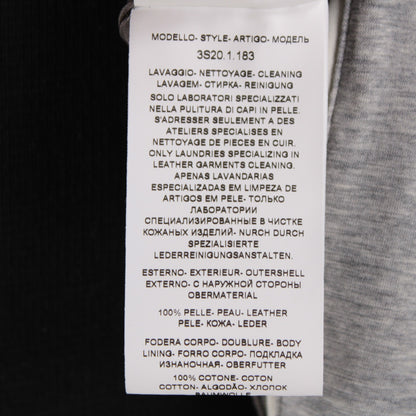 MODELLO- STYLE- ARTIGO- МОДЕЛЬ
3S20.1.183
LAVAGGIO- NETTOYAGE- CLEANING
LAVAGEM- СТИРКА- REINIGUNG
SOLO LABORATORI SPECIALIZZATI
NELLA PULITURA DI CAPI IN PELLE.
S'ADRESSER SEULEMENT A DES
ATELIERS SPECIALISES EN
NETTOYAGE DE PIECES EN CUIR.
ONLY LAUNDRIES SPECIALIZING IN
LEATHER GARMENTS CLEANING.
APENAS LAVANDARIAS
ESPECIALIZADAS EM LIMPEZA DE
ARTIGOS EM PELE- ТОЛЬКО
ЛАБОРАТОРИИ
СПЕЦИАЛИЗИРОВАННЫЕ В ЧИСТКЕ
КОЖАНЫХ ИЗДЕЛИЙ- NURCH DURCH
SPEZIALISIERTE
LEDERREINIGUNGSANSTALTEN.
ESTERNO- EXTERIEUR- OUTERSHELL
EXTERNO- С НАРУЖНОЙ СТОРОНЫ
OBERMATERIAL
100% PELLE- PEAU- LEATHER
PELE- КОЖА- LEDER
FODERA CORPO- DOUBLURE- BODY
LINING- FORRO CORPO- ПОДКЛАДКА
ИЗНАНОЧНАЯ- OBERFUTTER
100% COTONE- COTON
COTTON- ALGODÃO- ХЛОПОК
BAUMWOLLE